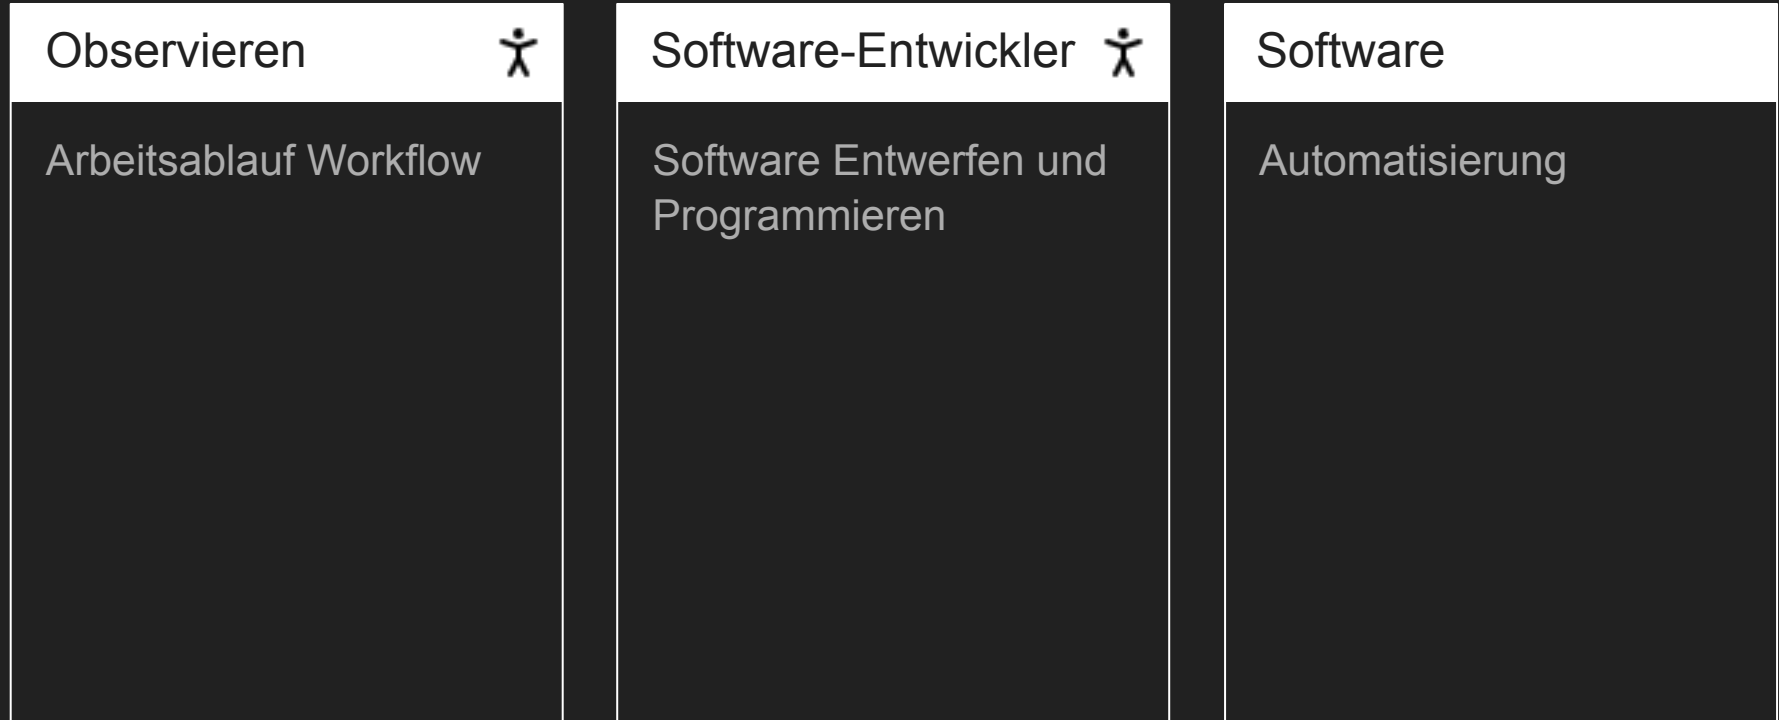 Observieren
Arbeitsablauf Workflow
Software-Entwickler
Software Entwerfen und
Programmieren
Software
Automatisierung